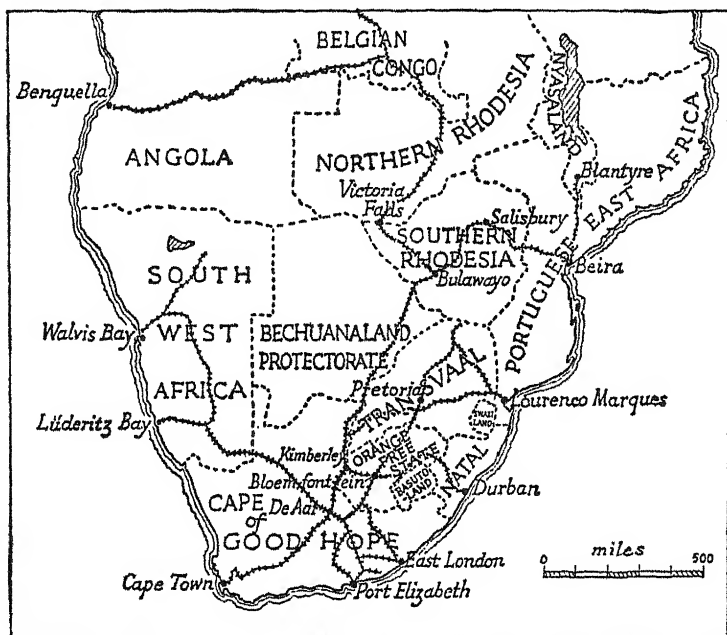 BELGIAN
CONGO
Benquella
ANGOLA
NORTHERN RHODESIA
NYASALAND
Blantyre
Victoria
Falls
Salisbury
SOUTHERN
RHODESIA
Bulawayo
PORTUGUESE EAST AFRICA
Beira
SOUTH
WEST
AFRICA
Walvis Bay
BECHUANALAND
PROTECTORATE
Pretoria
TRANSVAAL
SWAZI
LAND
Lourenco Marques
Lüderitz Bay
Kimberley
ORANGE
FREE
STATE
Bloemfontein
BASUTO
LAND
NATAL
Durban
CAPE
of
GOOD HOPE
De Aar
East London
Cape Town
Port Elizabeth
0 miles 500